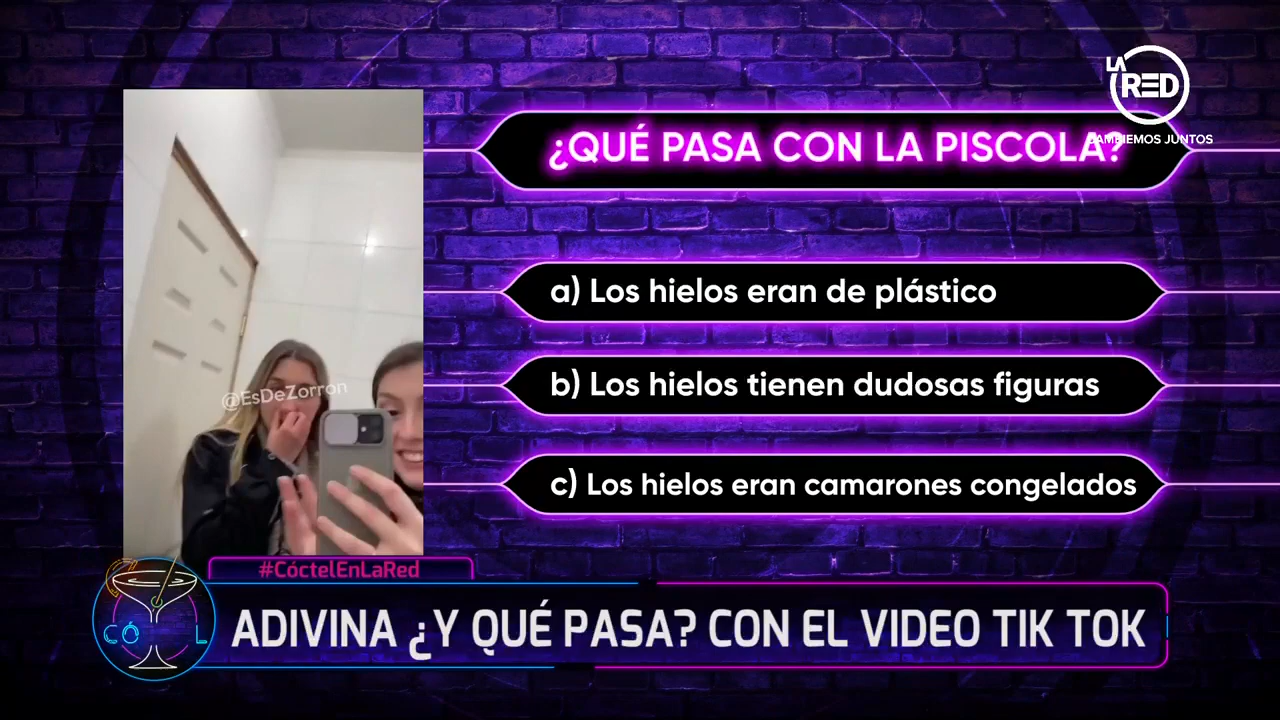 LA
RED
CAMBIEMOS JUNTOS
¿QUÉ PASA CON LA PISCOLA?
a) Los hielos eran de plástico
b) Los hielos tienen dudosas figuras
c) Los hielos eran camarones congelados
@EsDeZorron
#CóctelEnLaRed
CÓ L
ADIVINA ¿Y QUÉ PASA? CON EL VIDEO TIK TOK